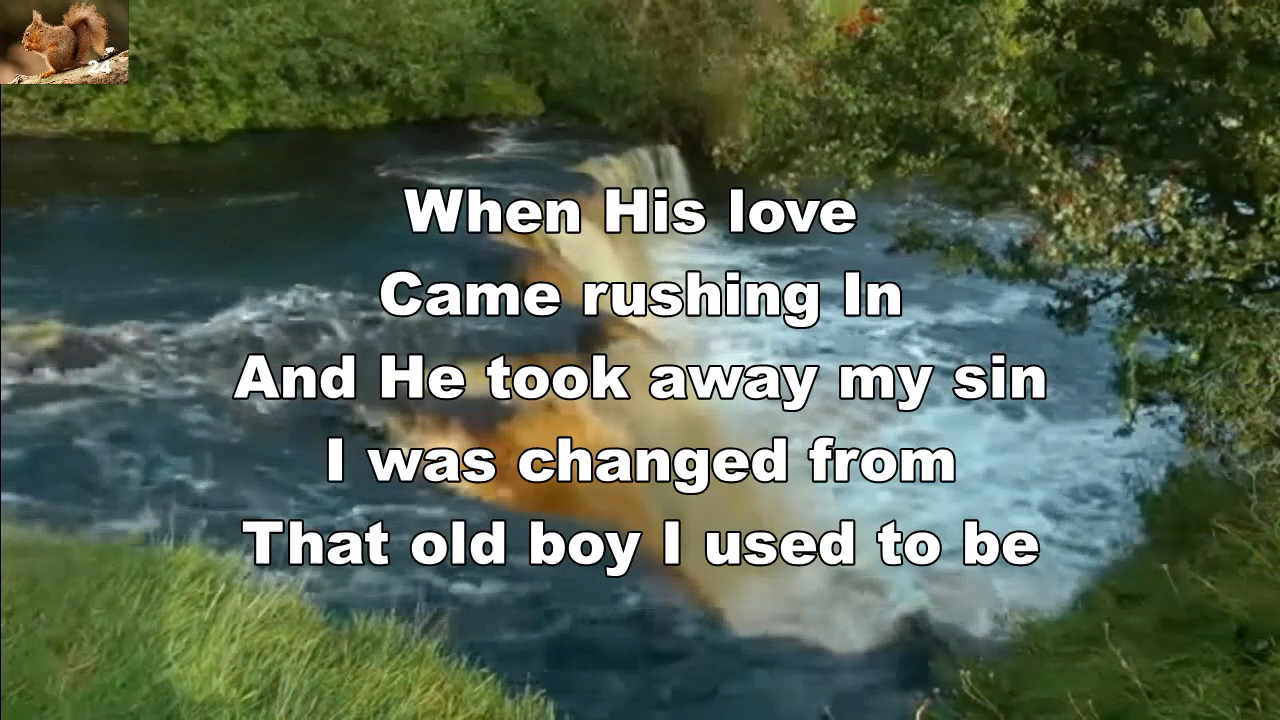 24
When His love
Came rushing In
And He took away my sin
I was changed from
That old boy I used to be